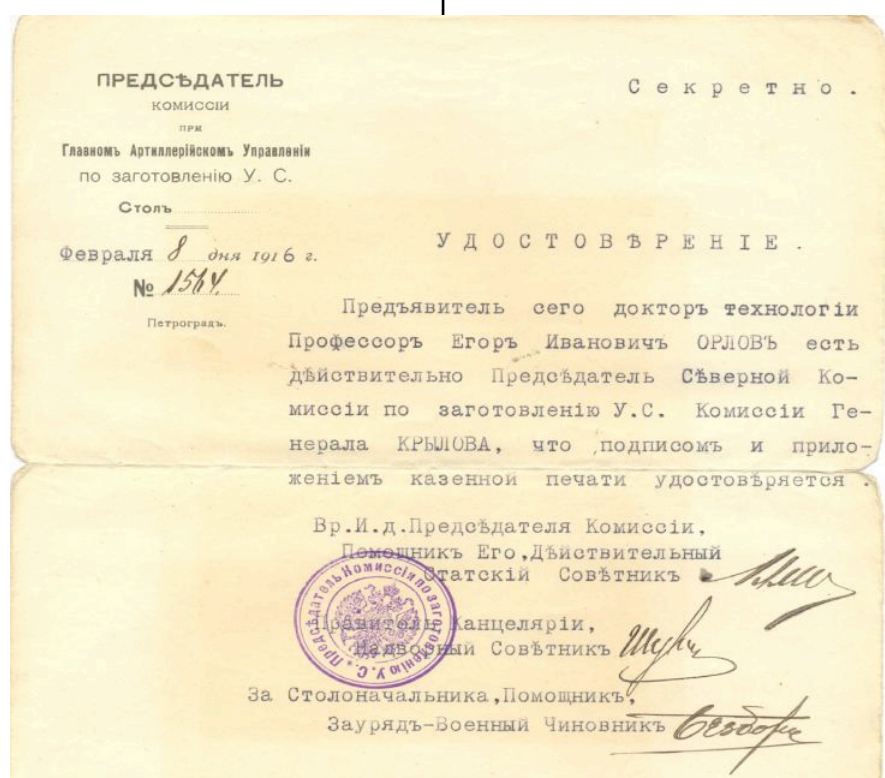 ПРЕДСѢДАТЕЛЬ
КОМИССІИ
ПРИ
Главномъ Артиллерійскомъ Управленіи
по заготовленію У. С.
Столъ
Февраля 8 дня 1916 г.
№ 1564.
Петроградъ.
Секретно.
УДОСТОВѢРЕНІЕ.
Предъявитель сего докторъ технологіи
Профессоръ Егоръ Ивановичъ ОРЛОВЪ есть
дѣйствительно Предсѣдатель Сѣверной Ко-
миссіи по заготовленію У.С. Комиссіи Ге-
нерала КРЫЛОВА, что подписомъ и прило-
женіемъ казенной печати удостовѣряется.
Вр.И.д.Предсѣдателя Комиссіи,
Помощникъ Его,Дѣйствительный
Статскій Совѣтникъ
Правитель Канцеляріи,
Надворный Совѣтникъ
За Столоначальника,Помощникъ,
Заурядъ-Военный Чиновникъ
Предсѣдатель Комиссіи по заготовленію У.С.